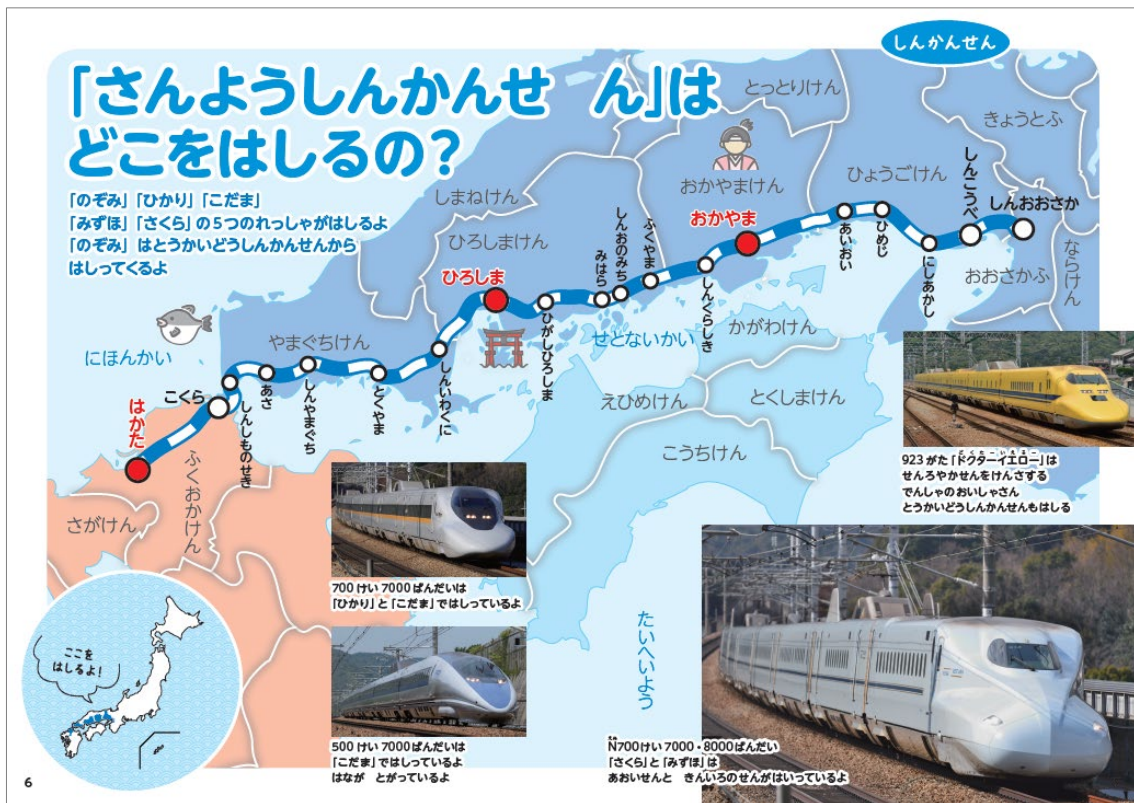 しんかんせん
「さんようしんかんせ　ん」は
どこをはしるの？
「のぞみ」「ひかり」「こだま」
「みずほ」「さくら」の5つのれっしゃがはしるよ
「のぞみ」はとうかいどうしんかんせんから
はしってくるよ
とっとりけん
きょうとふ
しまねけん
おかやまけん
ひょうごけん
ひろしまけん
ならけん
おおさかふ
やまぐちけん
にほんかい
せとないかい
かがわけん
とくしまけん
えひめけん
こうちけん
ふくおかけん
さがけん
たいへいよう
しんおおさか
しんこうべ
にしあかし
ひめじ
あいおい
おかやま
しんくらしき
ふくやま
しんおのみち
みはら
ひがしひろしま
ひろしま
しんいわくに
とくやま
しんやまぐち
あさ
しんしものせき
こくら
はかた
923がた「ドクターイエロー」は
せんろやかせんをけんさする
でんしゃのおいしゃさん
とうかいどうしんかんせんもはしる
700けい7000ばんだいは
「ひかり」と「こだま」ではしっているよ
500けい7000ばんだいは
「こだま」ではしっているよ
はなが　とがっているよ
N700けい7000・8000ばんだい
「さくら」と「みずほ」は
あおいせんと　きんいろのせんがはいっているよ
ここを
はしるよ！
6